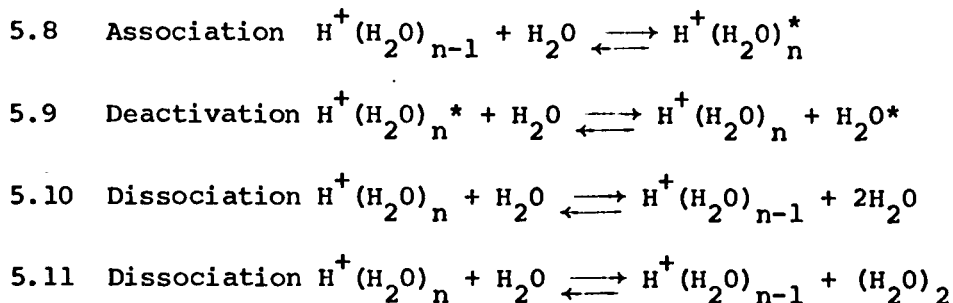 5.8 Association H⁺(H₂O)ₙ₋₁ + H₂O ⇄ H⁺(H₂O)ₙ*
5.9 Deactivation H⁺(H₂O)ₙ* + H₂O ⇄ H⁺(H₂O)ₙ + H₂O*
5.10 Dissociation H⁺(H₂O)ₙ + H₂O ⇄ H⁺(H₂O)ₙ₋₁ + 2H₂O
5.11 Dissociation H⁺(H₂O)ₙ + H₂O ⇄ H⁺(H₂O)ₙ₋₁ + (H₂O)₂